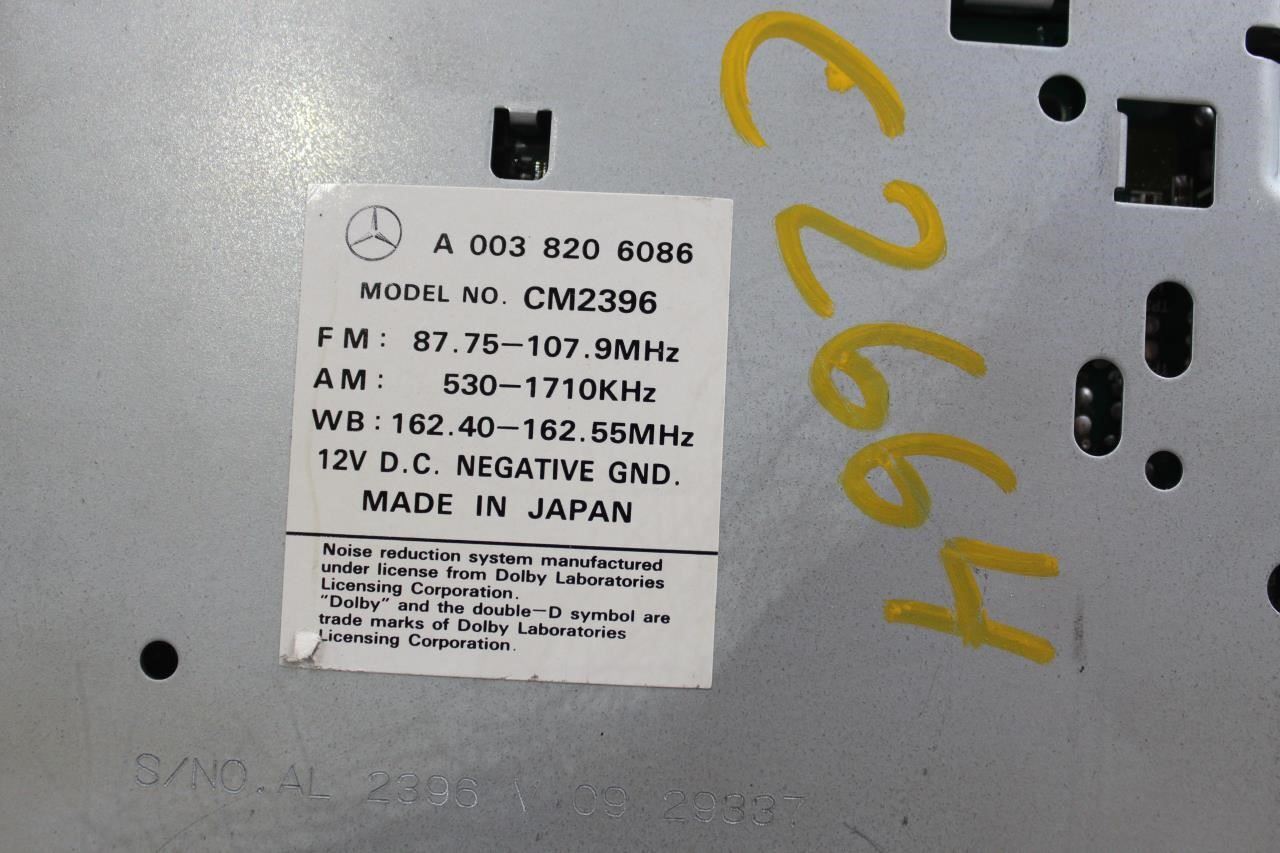 A 003 820 6086
MODEL NO. CM2396
FM: 87.75–107.9MHz
AM: 530–1710KHz
WB: 162.40–162.55MHz
12V D.C. NEGATIVE GND.
MADE IN JAPAN
Noise reduction system manufactured
under license from Dolby Laboratories
Licensing Corporation.
"Dolby" and the double–D symbol are
trade marks of Dolby Laboratories
Licensing Corporation.
C2664
S/NO. AL 2396 \ 09 29337